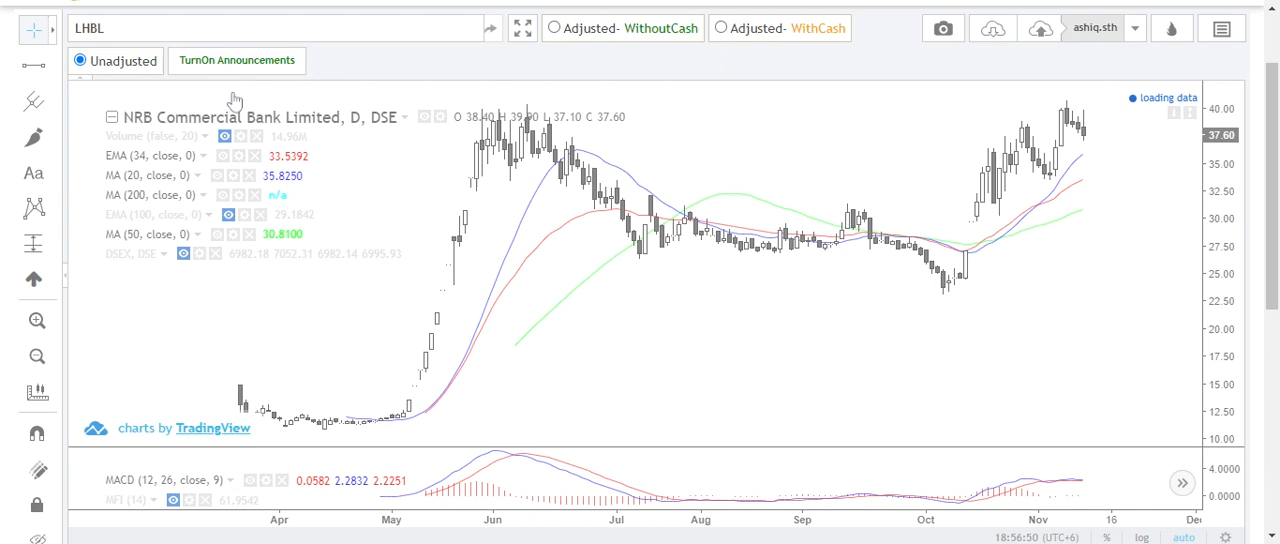 LHBL
Adjusted- WithoutCash
Adjusted- WithCash
ashiq.sth
Unadjusted
TurnOn Announcements
loading data
NRB Commercial Bank Limited, D, DSE O 38.40 H 39.90 L 37.10 C 37.60
Volume (false, 20) 14.96M
EMA (34, close, 0) 33.5392
MA (20, close, 0) 35.8250
MA (200, close, 0) n/a
EMA (100, close, 0) 29.1842
MA (50, close, 0) 30.8100
DSEX, DSE 6982.18 7052.31 6982.14 6995.93
40.00
37.60
35.00
32.50
30.00
27.50
25.00
22.50
20.00
17.50
15.00
12.50
10.00
charts by TradingView
MACD (12, 26, close, 9) 0.0582 2.2832 2.2251
MFI (14) 61.9542
4.0000
0.0000
Apr May Jun Jul Aug Sep Oct Nov 16 Dec
18:56:50 (UTC+6) % log auto
Aa